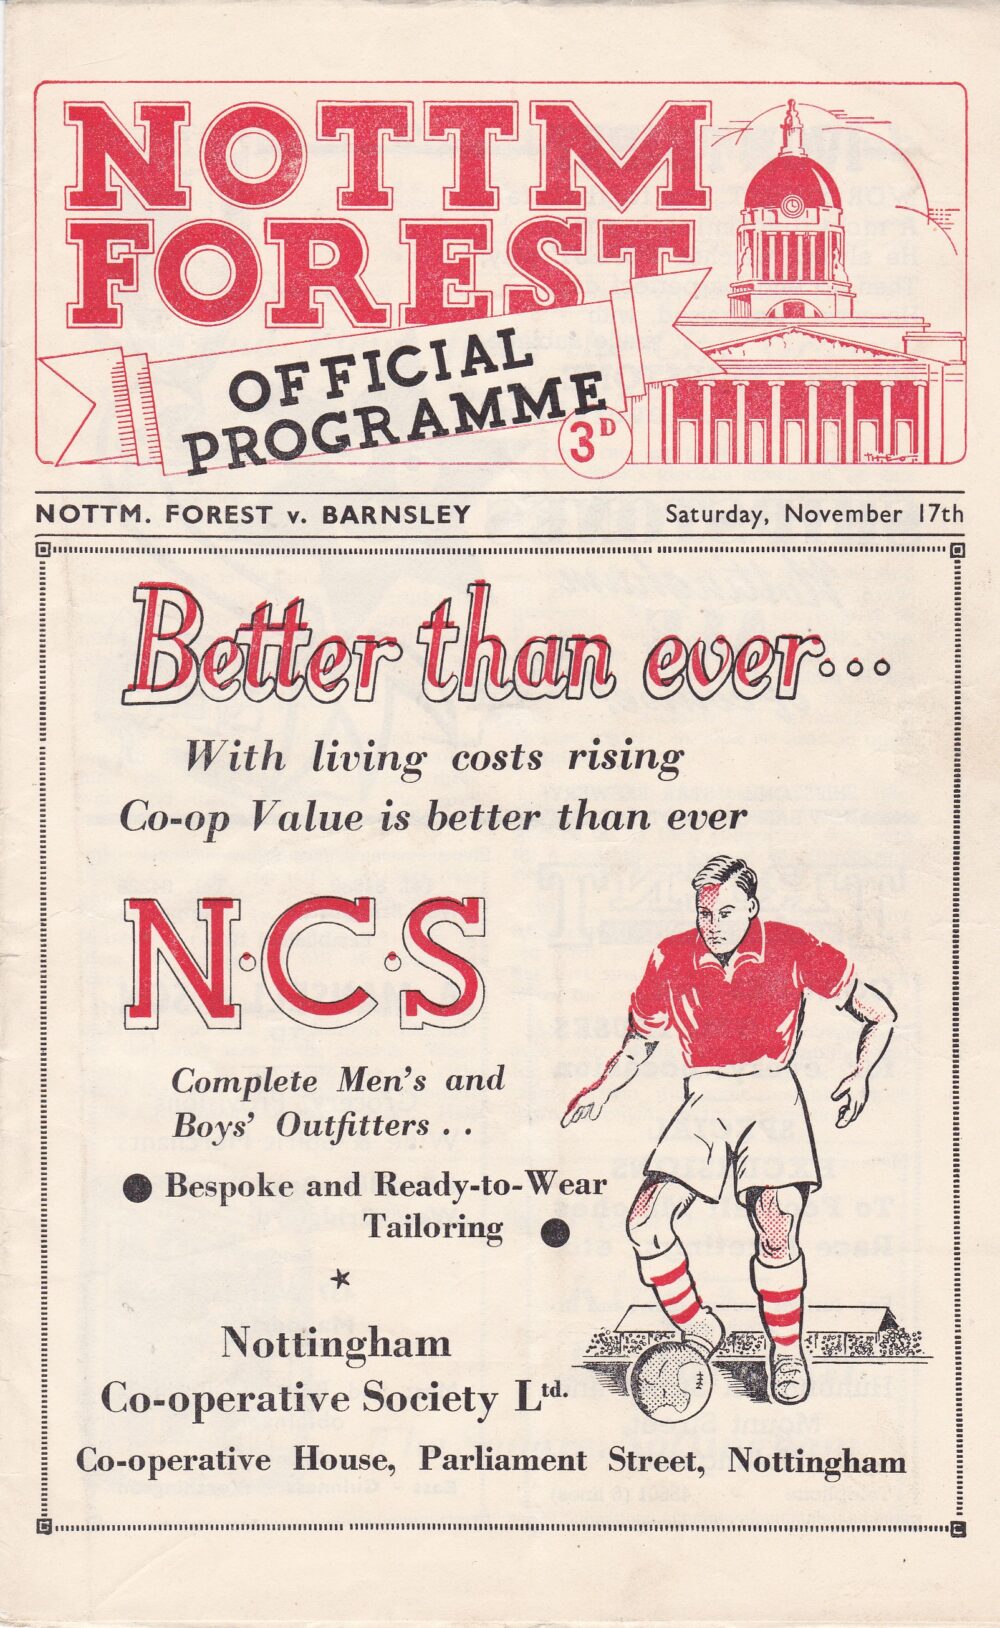 NOTTM
FOREST
OFFICIAL
PROGRAMME
3D
NOTTM. FOREST v. BARNSLEY Saturday, November 17th
Better than ever...
With living costs rising
Co-op Value is better than ever
N·C·S
Complete Men's and
Boys' Outfitters . .
● Bespoke and Ready-to-Wear
Tailoring ●
Nottingham
Co-operative Society Ltd.
Co-operative House, Parliament Street, Nottingham